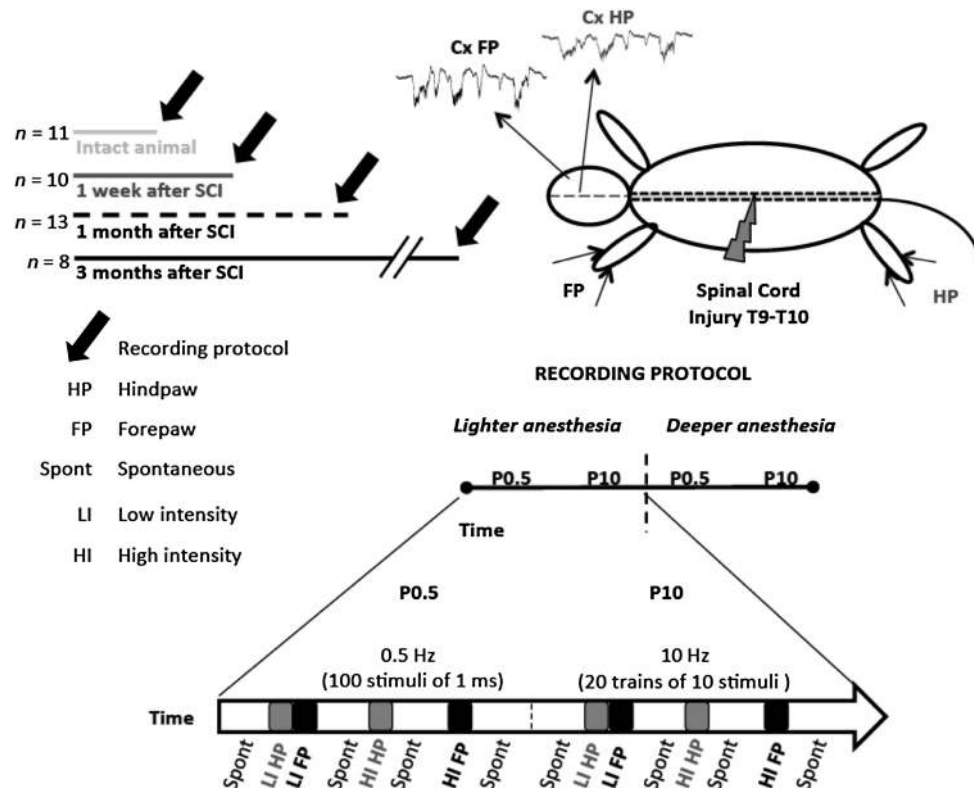 Cx HP
Cx FP
n = 11
Intact animal
n = 10
1 week after SCI
n = 13
1 month after SCI
n = 8
3 months after SCI
FP
Spinal Cord
Injury T9-T10
HP
Recording protocol
HP Hindpaw
FP Forepaw
Spont Spontaneous
LI Low intensity
HI High intensity
RECORDING PROTOCOL
Lighter anesthesia Deeper anesthesia
P0.5 P10 P0.5 P10
Time
P0.5 P10
0.5 Hz 10 Hz
(100 stimuli of 1 ms) (20 trains of 10 stimuli )
Time
Spont LI HP LI FP Spont HI HP Spont HI FP Spont Spont LI HP LI FP Spont HI HP Spont HI FP Spont